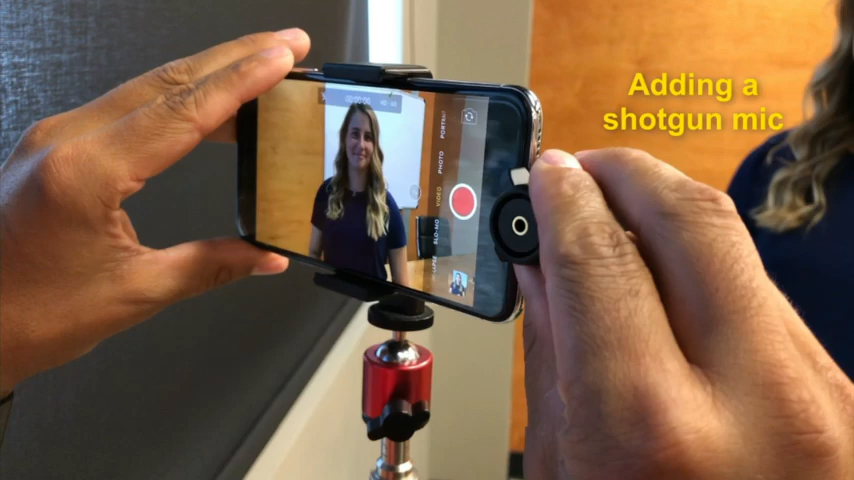 Adding a
shotgun mic
PORTRAIT
PHOTO
VIDEO
SLO-MO